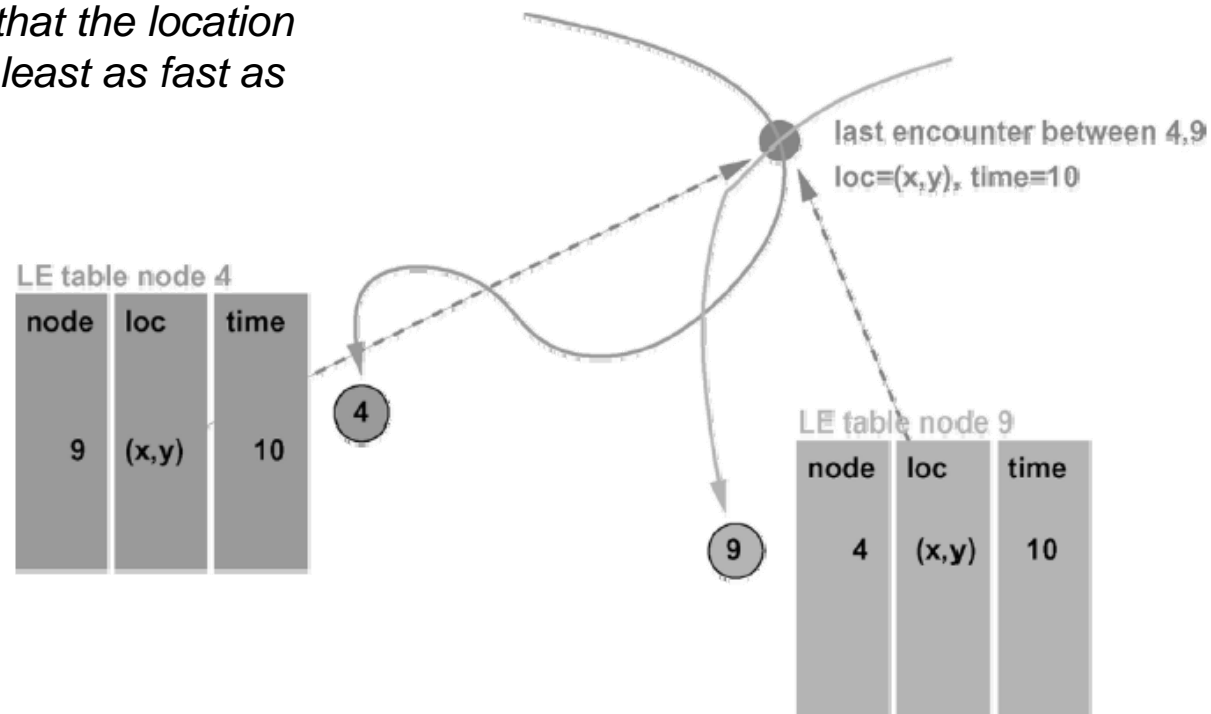 that the location
least as fast as
last encounter between 4,9
loc=(x,y), time=10
LE table node 4
node loc time
9 (x,y) 10
4
LE table node 9
node loc time
9
4 (x,y) 10